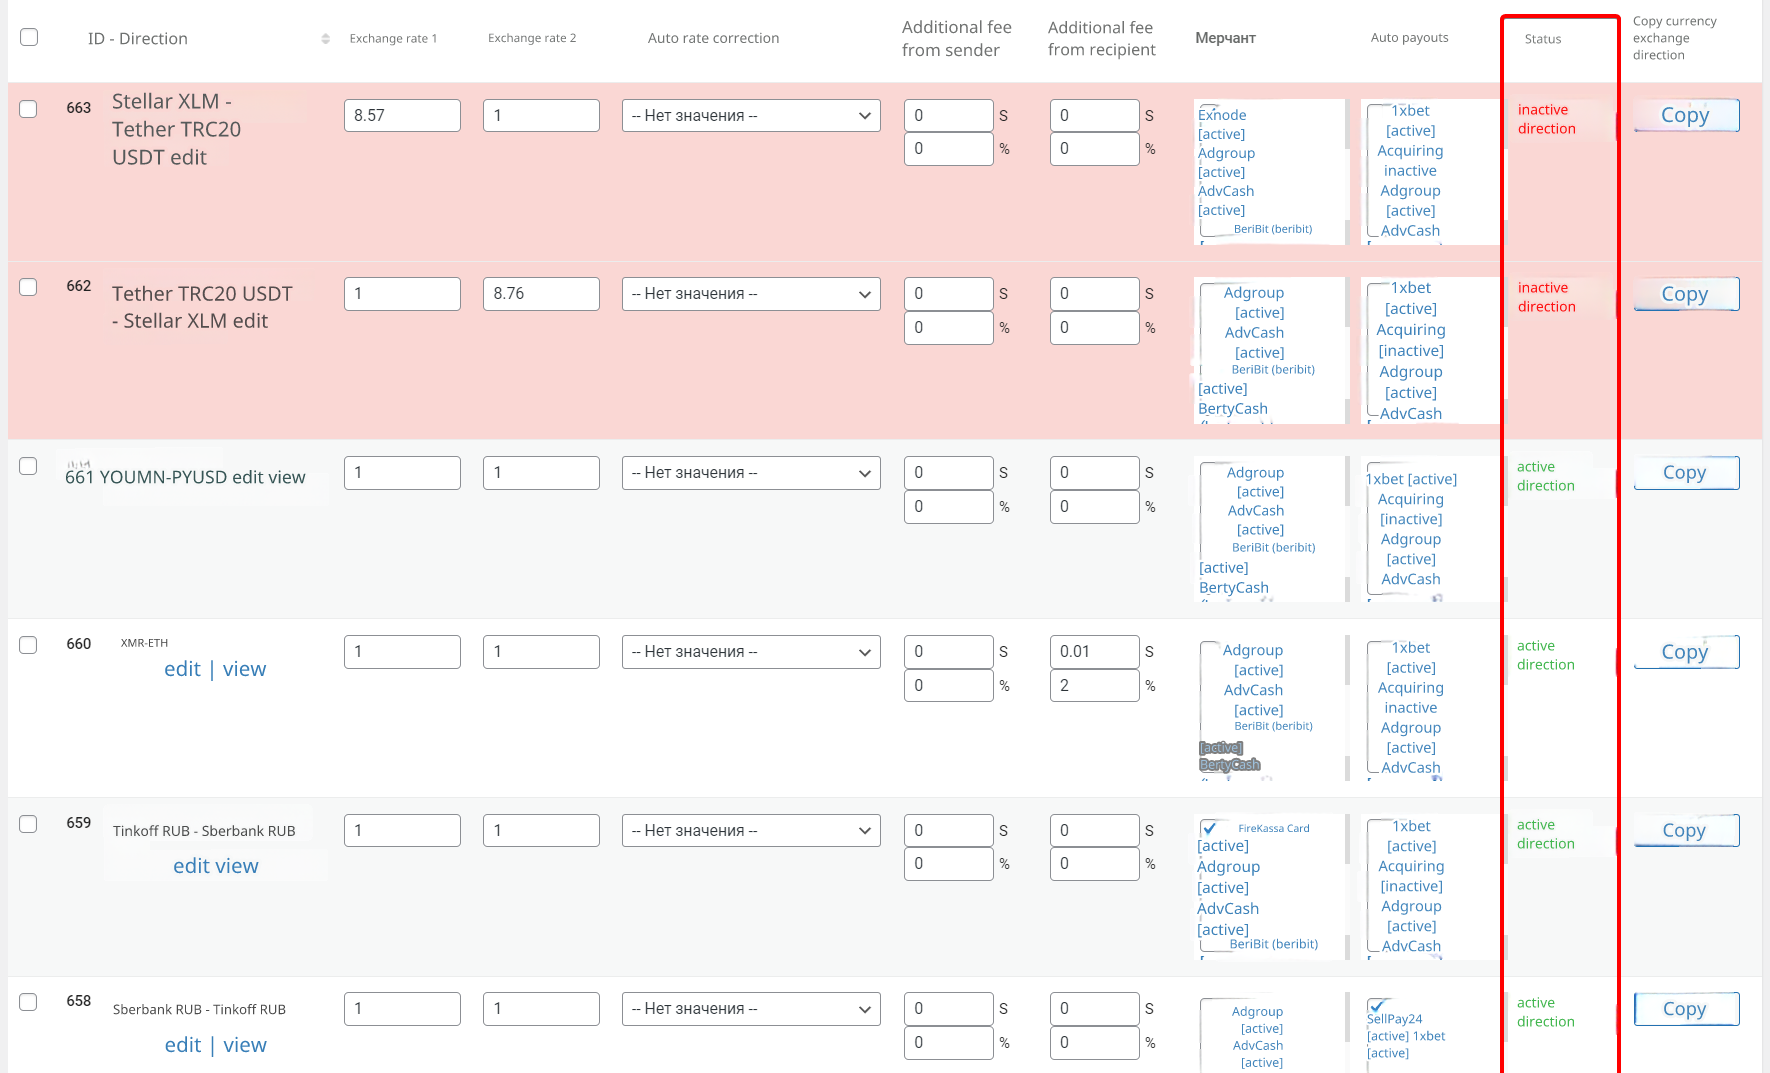 ID - Direction
Exchange rate 1
Exchange rate 2
Auto rate correction
Additional fee
from sender
Additional fee
from recipient
Мерчант
Auto payouts
Status
Copy currency
exchange
direction
663
Stellar XLM -
Tether TRC20
USDT edit
8.57
1
-- Нет значения --
0 S
0 %
0 S
0 %
Exnode
[active]
Adgroup
[active]
AdvCash
[active]
BeriBit (beribit)
1xbet
[active]
Acquiring
inactive
Adgroup
[active]
AdvCash
inactive
direction
Copy
662
Tether TRC20 USDT
- Stellar XLM edit
1
8.76
-- Нет значения --
0 S
0 %
0 S
0 %
Adgroup
[active]
AdvCash
[active]
BeriBit (beribit)
[active]
BertyCash
1xbet
[active]
Acquiring
[inactive]
Adgroup
[active]
AdvCash
inactive
direction
Copy
661 YOUMN-PYUSD edit view
1
1
-- Нет значения --
0 S
0 %
0 S
0 %
Adgroup
[active]
AdvCash
[active]
BeriBit (beribit)
[active]
BertyCash
1xbet [active]
Acquiring
[inactive]
Adgroup
[active]
AdvCash
active
direction
Copy
660
XMR-ETH
edit | view
1
1
-- Нет значения --
0 S
0 %
0.01 S
2 %
Adgroup
[active]
AdvCash
[active]
BeriBit (beribit)
[active]
BertyCash
1xbet
[active]
Acquiring
inactive
Adgroup
[active]
AdvCash
active
direction
Copy
659
Tinkoff RUB - Sberbank RUB
edit view
1
1
-- Нет значения --
0 S
0 %
0 S
0 %
FireKassa Card
[active]
Adgroup
[active]
AdvCash
[active]
BeriBit (beribit)
1xbet
[active]
Acquiring
[inactive]
Adgroup
[active]
AdvCash
active
direction
Copy
658
Sberbank RUB - Tinkoff RUB
edit | view
1
1
-- Нет значения --
0 S
0 %
0 S
0 %
Adgroup
[active]
AdvCash
[active]
SellPay24
[active] 1xbet
[active]
active
direction
Copy